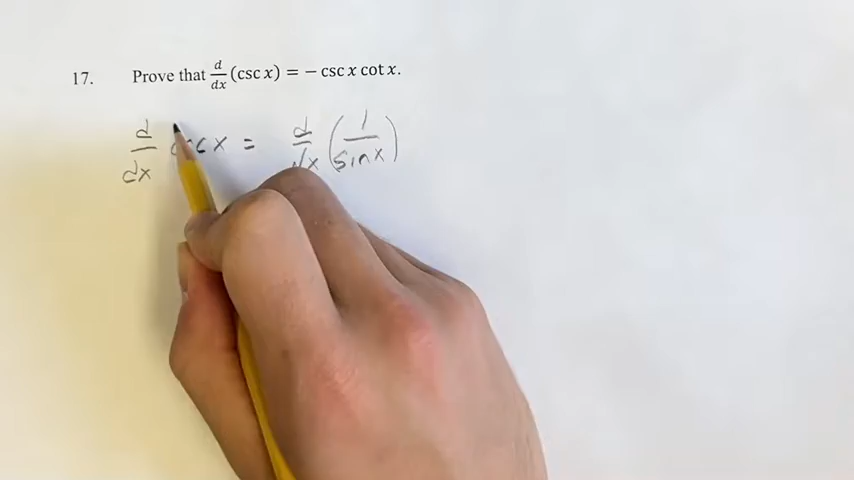 17. Prove that d/dx (csc x) = − csc x cot x.
d/dx csc x = d/dx (1/sin x)